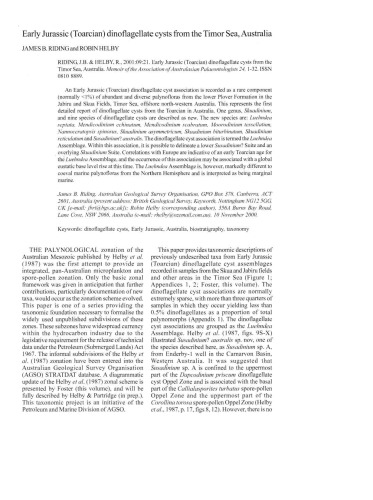 Early Jurassic (Toarcian) dinoflagellate cysts from the Timor Sea, Australia
JAMES B. RIDING and ROBIN HELBY
RIDING, J.B. & HELBY, R., 2001:09:21. Early Jurassic (Toarcian) dinoflagellate cysts from the
Timor Sea, Australia. Memoir of the Association of Australasian Palaeontologists 24, 1-32. ISSN
0810 8889.
An Early Jurassic (Toarcian) dinoflagellate cyst association is recorded as a rare component
(normally <1%) of abundant and diverse palynofloras from the lower Plover Formation in the
Jabiru and Skua Fields, Timor Sea, offshore north-western Australia. This represents the first
detailed report of dinoflagellate cysts from the Toarcian in Australia. One genus, Skuadinium,
and nine species of dinoflagellate cysts are described as new. The new species are: Luehndea
septata, Mendicodinium echinatum, Mendicodinium scabratum, Moorodinium tessellatum,
Nannoceratopsis symoura, Skuadinium asymmetricum, Skuadinium biturbinatum, Skuadinium
reticulatum and Susadinium? australis. The dinoflagellate cyst association is termed the Luehndea
Assemblage. Within this association, it is possible to delineate a lower Susadinium? Suite and an
overlying Skuadinium Suite. Correlations with Europe are indicative of an early Toarcian age for
the Luehndea Assemblage, and the occurrence of this association may be associated with a global
eustatic base level rise at this time. The Luehndea Assemblage is, however, markedly different to
coeval marine palynofloras from the Northern Hemisphere and is interpreted as being marginal
marine.
James B. Riding, Australian Geological Survey Organisation, GPO Box 378, Canberra, ACT
2601, Australia (present address: British Geological Survey, Keyworth, Nottingham NG12 5GG,
UK [e-mail: jbri@bgs.ac.uk]); Robin Helby (corresponding author), 356A Burns Bay Road,
Lane Cove, NSW 2066, Australia (e-mail: rhelby@ozemail.com.au), 10 November 2000.
Keywords: dinoflagellate cysts, Early Jurassic, Australia, biostratigraphy, taxonomy
THE PALYNOLOGICAL zonation of the
Australian Mesozoic published by Helby et al.
(1987) was the first attempt to provide an
integrated, pan-Australian microplankton and
spore-pollen zonation. Only the basic zonal
framework was given in anticipation that further
contributions, particularly documentation of new
taxa, would occur as the zonation scheme evolved.
This paper is one of a series providing the
taxonomic foundation necessary to formalise the
widely used unpublished subdivisions of these
zones. These subzones have widespread currency
within the hydrocarbon industry due to the
legislative requirement for the release of technical
data under the Petroleum (Submerged Lands) Act
1967. The informal subdivisions of the Helby et
al. (1987) zonation have been entered into the
Australian Geological Survey Organisation
(AGSO) STRATDAT database. A diagrammatic
update of the Helby et al. (1987) zonal scheme is
presented by Foster (this volume), and will be
fully described by Helby & Partridge (in prep.)
This taxonomic project is an initiative of the
Petroleum and Marine Division of AGSO.
This paper provides taxonomic descriptions of
previously undescribed taxa from Early Jurassic
(Toarcian) dinoflagellate cyst assemblages
recorded in samples from the Skua and Jabiru fields
and other areas in the Timor Sea (Figure 1;
Appendices 1, 2; Foster, this volume). The
dinoflagellate cyst associations are normally
extremely sparse, with more than three quarters of
samples in which they occur yielding less than
0.5% dinoflagellates as a proportion of total
palynomorphs (Appendix 1). The dinoflagellate
cyst associations are grouped as the Luehndea
Assemblage. Helby et al. (1987, figs. 9S-X)
illustrated Susadinium? australis sp. nov, one of
the species described here, as Susadinium sp. A,
from Enderby-1 well in the Carnarvon Basin,
Western Australia. It was suggested that
Susadinium sp. A is confined to the uppermost
part of the Dapcodinium priscum dinoflagellate
cyst Oppel Zone and is associated with the basal
part of the Callialasporites turbatus spore-pollen
Oppel Zone and the uppermost part of the
Corollina torosa spore-pollen Oppel Zone (Helby
et al., 1987, p. 17, figs 8, 12). However, there is no